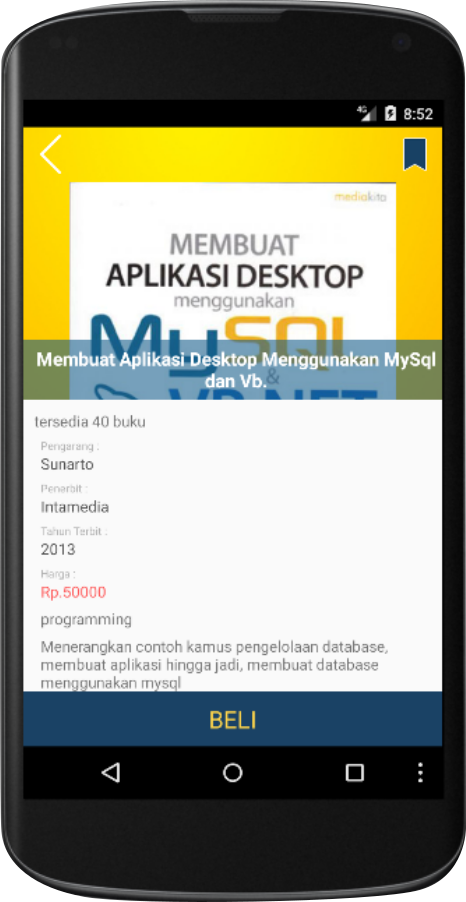 4G 8:52
mediakita
MEMBUAT
APLIKASI DESKTOP
menggunakan
MySql
Membuat Aplikasi Desktop Menggunakan MySql
dan Vb.
&
VB.NET
tersedia 40 buku
Pengarang :
Sunarto
Penerbit :
Intamedia
Tahun Terbit :
2013
Harga :
Rp.50000
programming
Menerangkan contoh kamus pengelolaan database,
membuat aplikasi hingga jadi, membuat database
menggunakan mysql
BELI